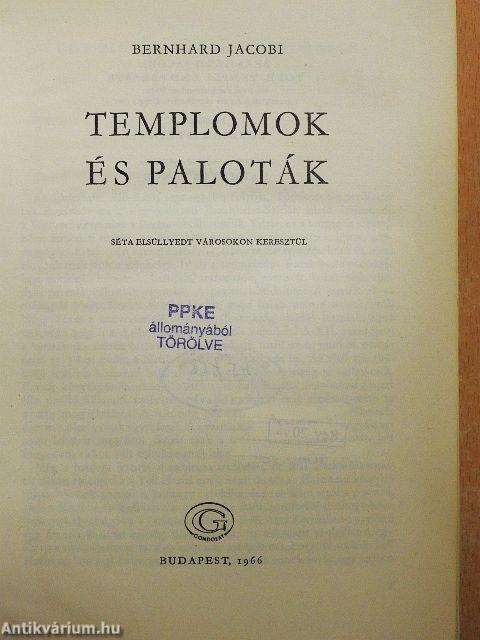 BERNHARD JACOBI
TEMPLOMOK
ÉS PALOTÁK
SÉTA ELSÜLLYEDT VÁROSOKON KERESZTÜL
PPKE
állományából
TÖRÖLVE
G
GONDOLAT
BUDAPEST, 1966
Antikvárium.hu